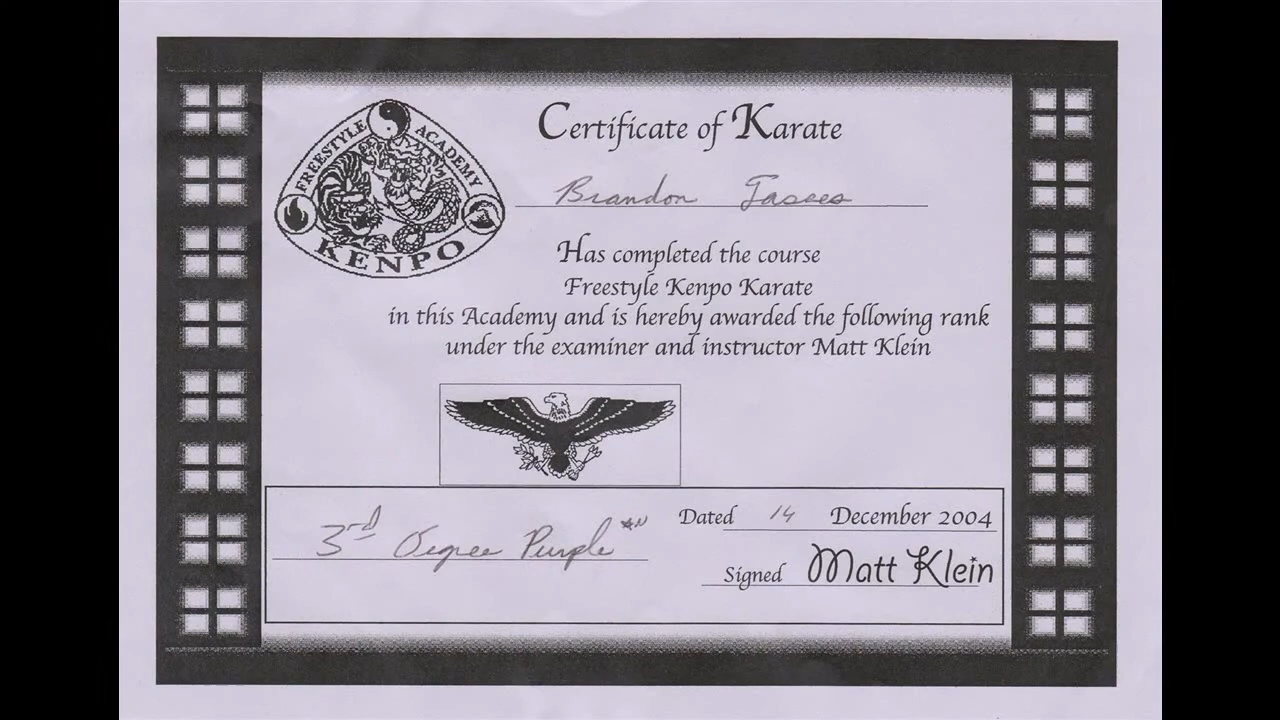 FREESTYLE ACADEMY
KENPO
Certificate of Karate
Brandon
Has completed the course
Freestyle Kenpo Karate
in this Academy and is hereby awarded the following rank
under the examiner and instructor Matt Klein
3rd Degree Purple
Dated 14 December 2004
Signed Matt Klein